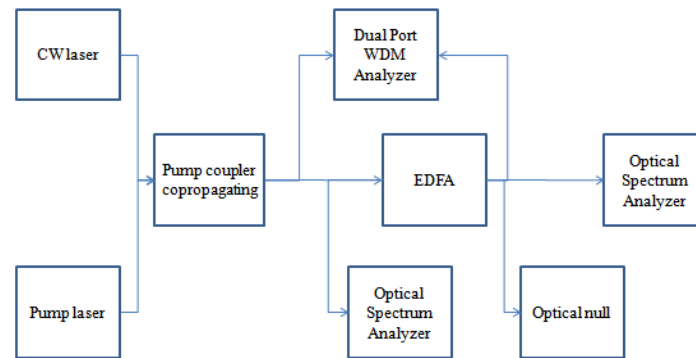 CW laser
Dual Port
WDM
Analyzer
Pump coupler
copropagating
EDFA
Optical
Spectrum
Analyzer
Pump laser
Optical
Spectrum
Analyzer
Optical null